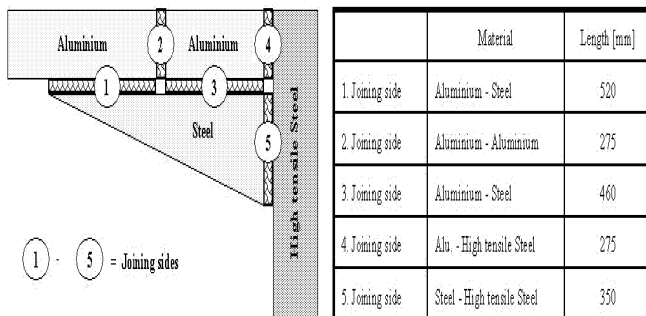 Aluminium 2 Aluminium 4
1 3
Steel
5
High tensile Steel
1 - 5 = Joining sides
Material Length [mm]
1. Joining side Aluminium - Steel 520
2. Joining side Aluminium - Aluminium 275
3. Joining side Aluminium - Steel 460
4. Joining side Alu. - High tensile Steel 275
5. Joining side Steel - High tensile Steel 350